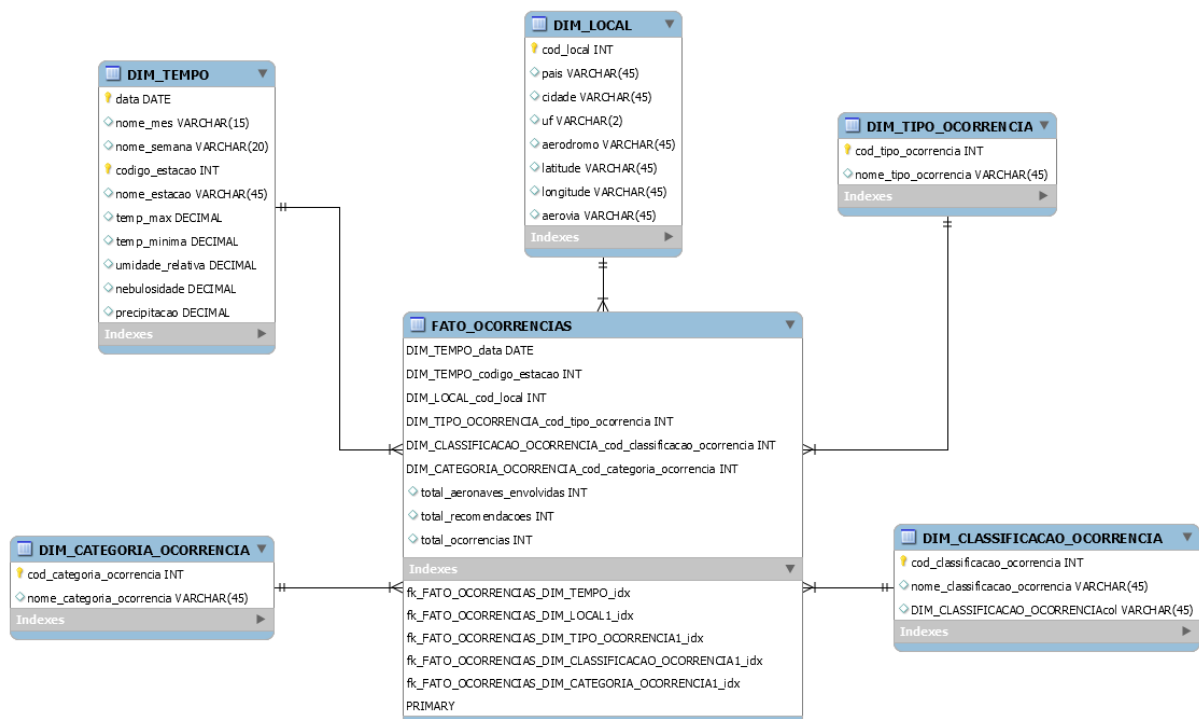 DIM_LOCAL
cod_local INT
pais VARCHAR(45)
cidade VARCHAR(45)
uf VARCHAR(2)
aerodromo VARCHAR(45)
latitude VARCHAR(45)
longitude VARCHAR(45)
aerovia VARCHAR(45)
Indexes
DIM_TEMPO
data DATE
nome_mes VARCHAR(15)
nome_semana VARCHAR(20)
codigo_estacao INT
nome_estacao VARCHAR(45)
temp_max DECIMAL
temp_minima DECIMAL
umidade_relativa DECIMAL
nebulosidade DECIMAL
precipitacao DECIMAL
Indexes
DIM_TIPO_OCORRENCIA
cod_tipo_ocorrencia INT
nome_tipo_ocorrencia VARCHAR(45)
Indexes
FATO_OCORRENCIAS
DIM_TEMPO_data DATE
DIM_TEMPO_codigo_estacao INT
DIM_LOCAL_cod_local INT
DIM_TIPO_OCORRENCIA_cod_tipo_ocorrencia INT
DIM_CLASSIFICACAO_OCORRENCIA_cod_classificacao_ocorrencia INT
DIM_CATEGORIA_OCORRENCIA_cod_categoria_ocorrencia INT
total_aeronaves_envolvidas INT
total_recomendacoes INT
total_ocorrencias INT
Indexes
fk_FATO_OCORRENCIAS_DIM_TEMPO_idx
fk_FATO_OCORRENCIAS_DIM_LOCAL1_idx
fk_FATO_OCORRENCIAS_DIM_TIPO_OCORRENCIA1_idx
fk_FATO_OCORRENCIAS_DIM_CLASSIFICACAO_OCORRENCIA1_idx
fk_FATO_OCORRENCIAS_DIM_CATEGORIA_OCORRENCIA1_idx
PRIMARY
DIM_CATEGORIA_OCORRENCIA
cod_categoria_ocorrencia INT
nome_categoria_ocorrencia VARCHAR(45)
Indexes
DIM_CLASSIFICACAO_OCORRENCIA
cod_classificacao_ocorrencia INT
nome_classificacao_ocorrencia VARCHAR(45)
DIM_CLASSIFICACAO_OCORRENCIAcol VARCHAR(45)
Indexes